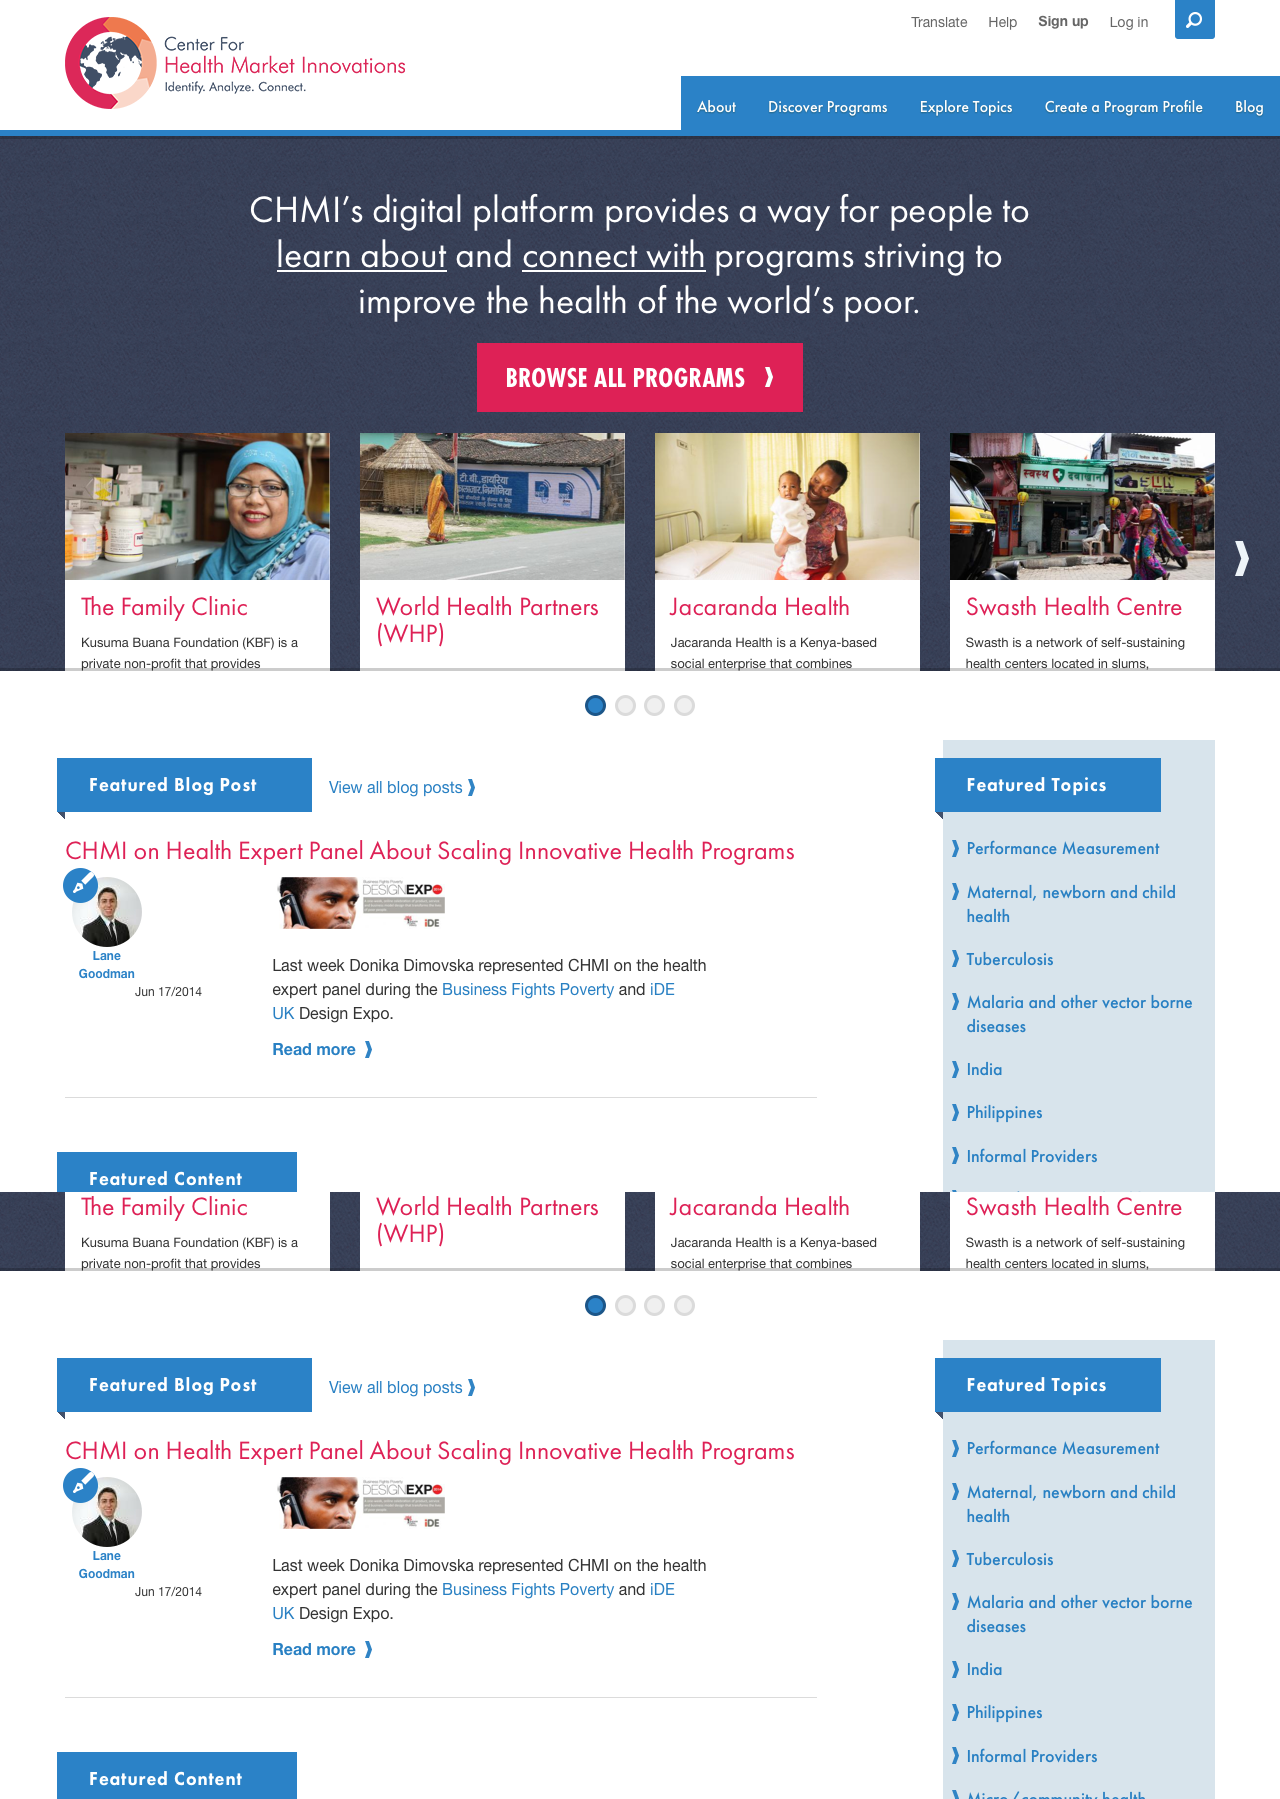 Translate Help Sign up Log in
Center For
Health Market Innovations
Identify. Analyze. Connect.
About Discover Programs Explore Topics Create a Program Profile Blog
CHMI’s digital platform provides a way for people to
learn about and connect with programs striving to
improve the health of the world’s poor.
BROWSE ALL PROGRAMS
टी.बी.,डायरिया
कालाजार,निमोनिया
स्वस्थ दवाखाना
The Family Clinic
Kusuma Buana Foundation (KBF) is a
private non-profit that provides
World Health Partners
(WHP)
Jacaranda Health
Jacaranda Health is a Kenya-based
social enterprise that combines
Swasth Health Centre
Swasth is a network of self-sustaining
health centers located in slums,
Featured Blog Post
View all blog posts
CHMI on Health Expert Panel About Scaling Innovative Health Programs
Lane
Goodman
Jun 17/2014
Business Fights Poverty
DESIGNEXPO
iDE
Last week Donika Dimovska represented CHMI on the health
expert panel during the Business Fights Poverty and iDE
UK Design Expo.
Read more
Featured Content
Featured Topics
Performance Measurement
Maternal, newborn and child
health
Tuberculosis
Malaria and other vector borne
diseases
India
Philippines
Informal Providers
The Family Clinic
Kusuma Buana Foundation (KBF) is a
private non-profit that provides
World Health Partners
(WHP)
Jacaranda Health
Jacaranda Health is a Kenya-based
social enterprise that combines
Swasth Health Centre
Swasth is a network of self-sustaining
health centers located in slums,
Featured Blog Post
View all blog posts
CHMI on Health Expert Panel About Scaling Innovative Health Programs
Lane
Goodman
Jun 17/2014
Business Fights Poverty
DESIGNEXPO
iDE
Last week Donika Dimovska represented CHMI on the health
expert panel during the Business Fights Poverty and iDE
UK Design Expo.
Read more
Featured Content
Featured Topics
Performance Measurement
Maternal, newborn and child
health
Tuberculosis
Malaria and other vector borne
diseases
India
Philippines
Informal Providers
Micro/community health